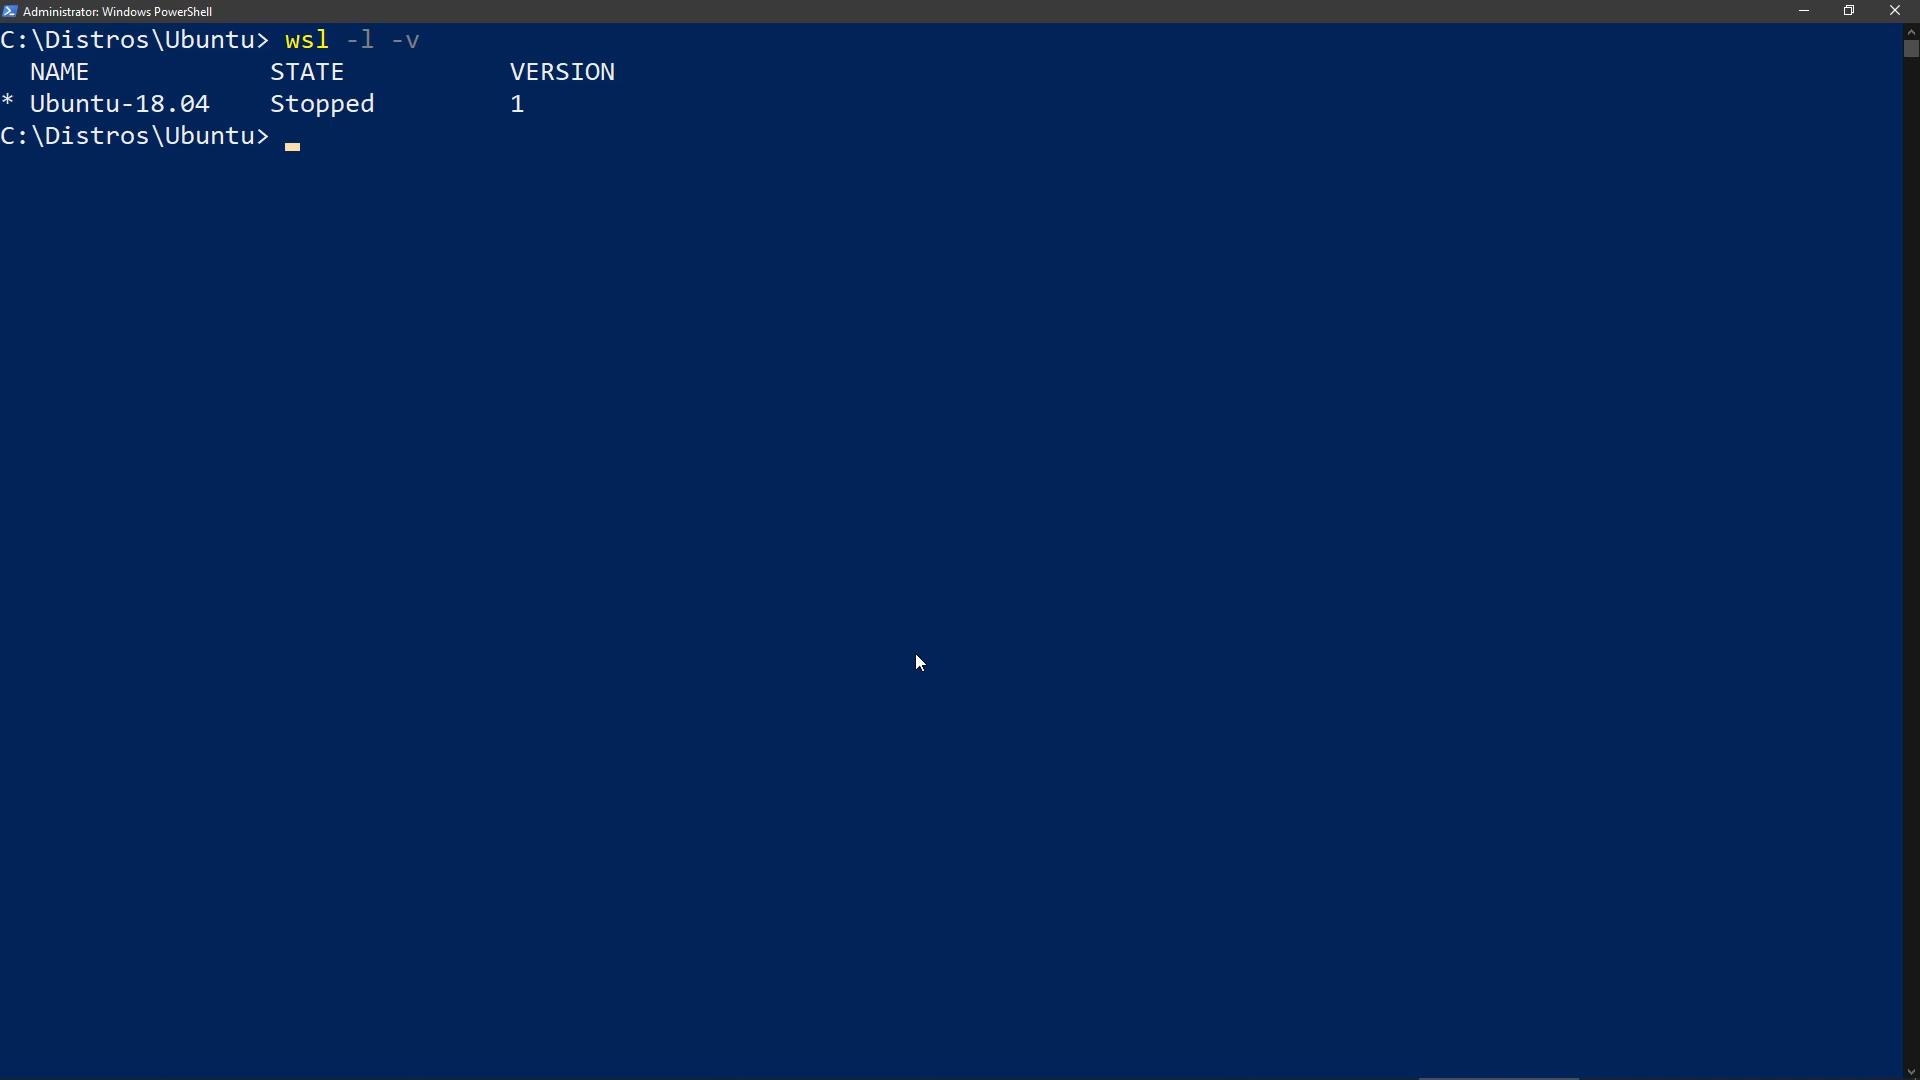 Administrator: Windows PowerShell
C:\Distros\Ubuntu> wsl -l -v
  NAME            STATE           VERSION
* Ubuntu-18.04    Stopped         1
C:\Distros\Ubuntu>